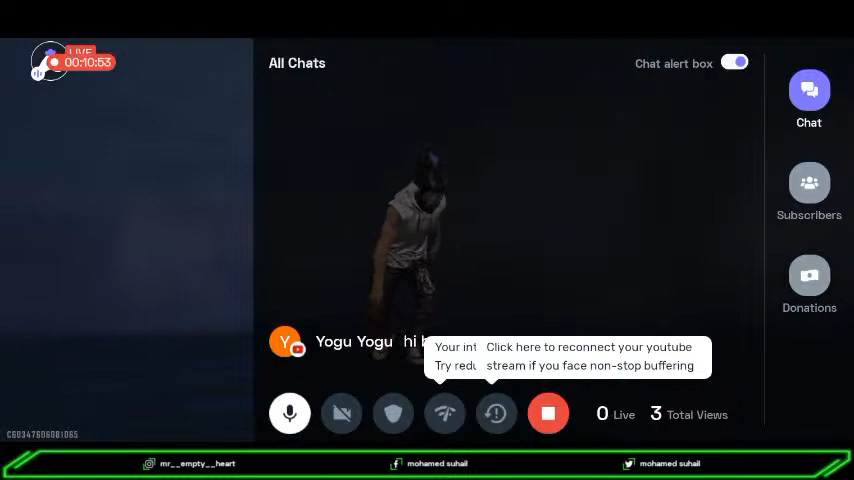 LIVE
00:10:53
All Chats
Chat alert box
Chat
Subscribers
Yogu Yogu hi
Donations
Your int
Try redu
Click here to reconnect your youtube
stream if you face non-stop buffering
0 Live 3 Total Views
mr__empty__heart
mohamed suhail
mohamed suhail